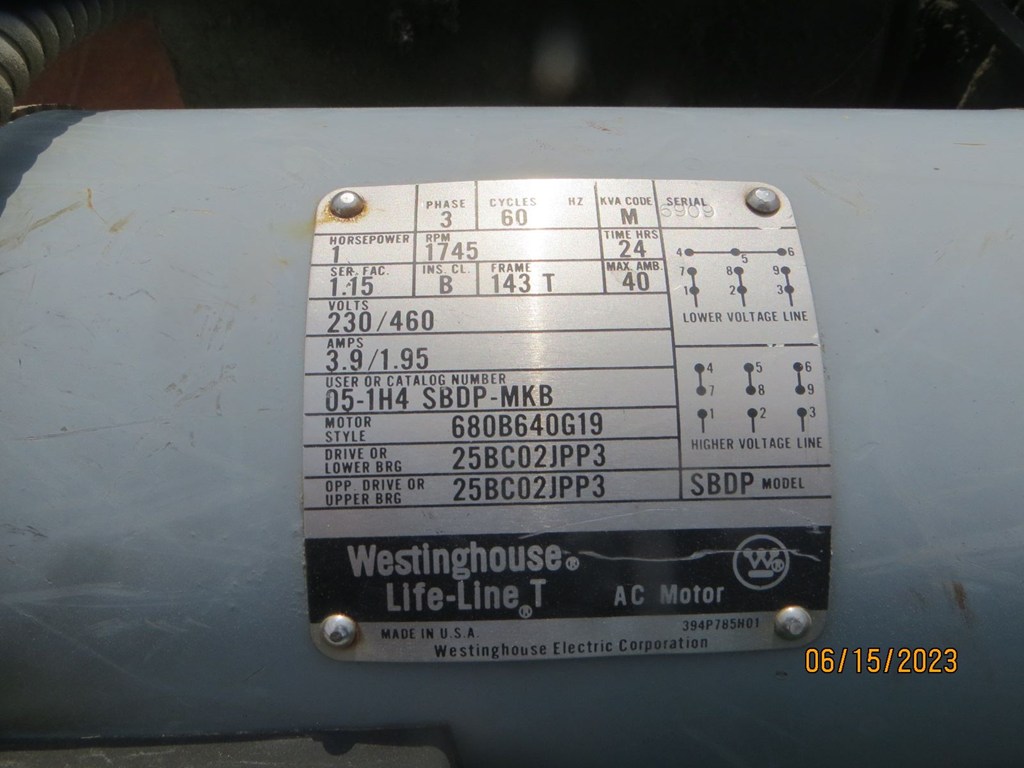 PHASE 3 CYCLES 60 HZ KVA CODE M SERIAL 6909
HORSEPOWER 1 RPM 1745 TIME HRS 24
SER. FAC. 1.15 INS. CL. B FRAME 143 T MAX. AMB. 40
VOLTS
230/460
AMPS
3.9/1.95
USER OR CATALOG NUMBER
05-1H4 SBDP-MKB
MOTOR STYLE 680B640G19
DRIVE OR LOWER BRG 25BC02JPP3
OPP. DRIVE OR UPPER BRG 25BC02JPP3
4 5 6
7 8 9
1 2 3
LOWER VOLTAGE LINE
4 5 6
7 8 9
1 2 3
HIGHER VOLTAGE LINE
SBDP MODEL
Westinghouse®
Life-Line® T
AC Motor
W®
MADE IN U.S.A.
394P785H01
Westinghouse Electric Corporation
06/15/2023